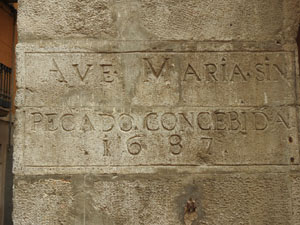 AVE · MARIA · SIN
PECADO CONCEBIDA
· 1687